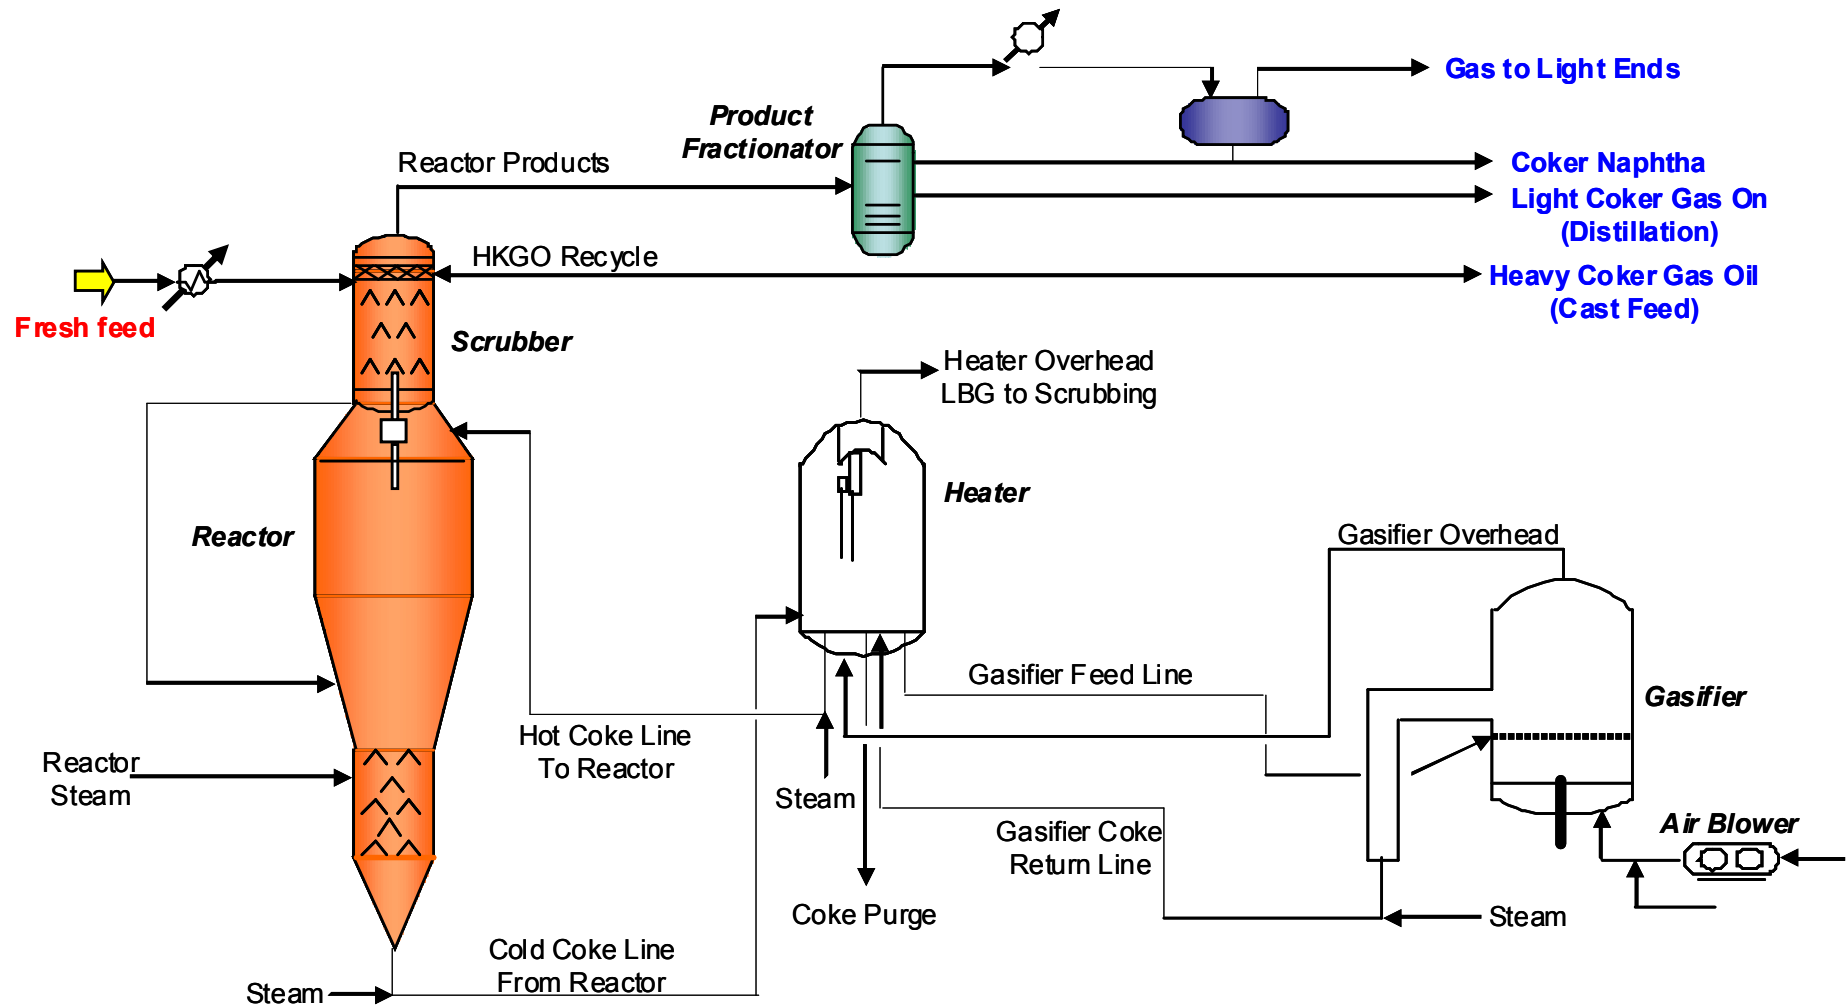 Gas to Light Ends
Product
Fractionator
Reactor Products
Coker Naphtha
Light Coker Gas On
(Distillation)
HKGO Recycle
Heavy Coker Gas Oil
(Cast Feed)
Fresh feed
Scrubber
Heater Overhead
LBG to Scrubbing
Heater
Reactor
Gasifier Overhead
Gasifier Feed Line
Gasifier
Hot Coke Line
To Reactor
Reactor
Steam
Steam
Gasifier Coke
Return Line
Air Blower
Coke Purge
Steam
Cold Coke Line
From Reactor
Steam